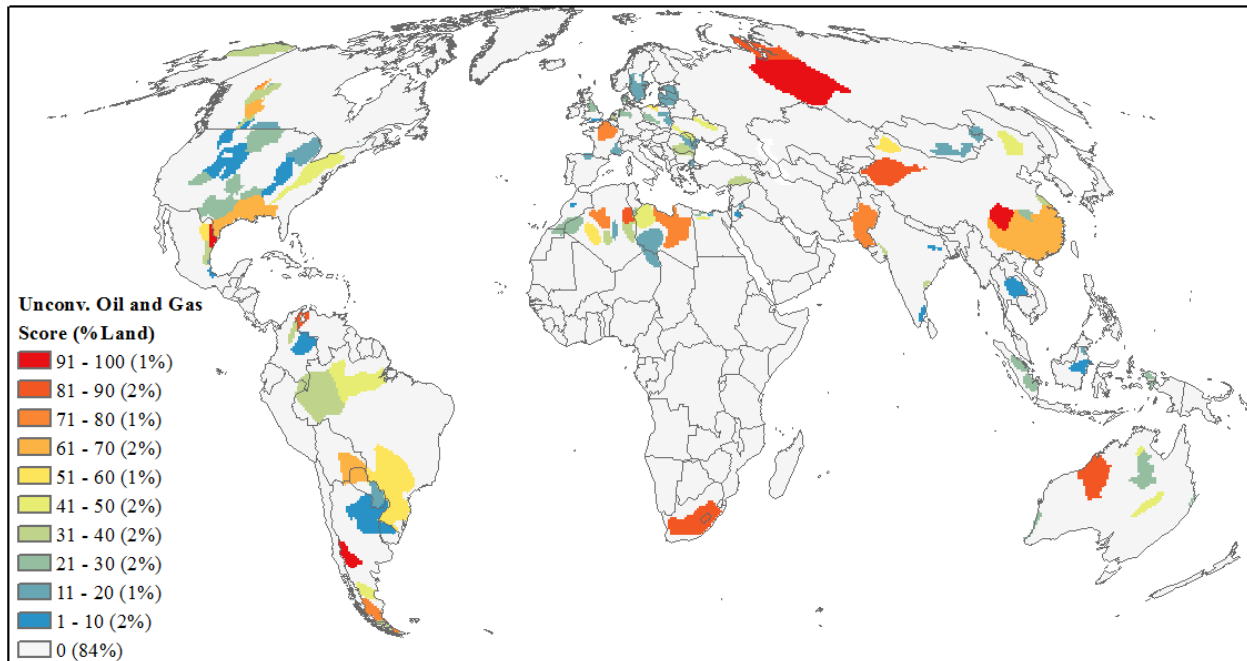 Unconv. Oil and Gas
Score (%Land)
91 - 100 (1%)
81 - 90 (2%)
71 - 80 (1%)
61 - 70 (2%)
51 - 60 (1%)
41 - 50 (2%)
31 - 40 (2%)
21 - 30 (2%)
11 - 20 (1%)
1 - 10 (2%)
0 (84%)